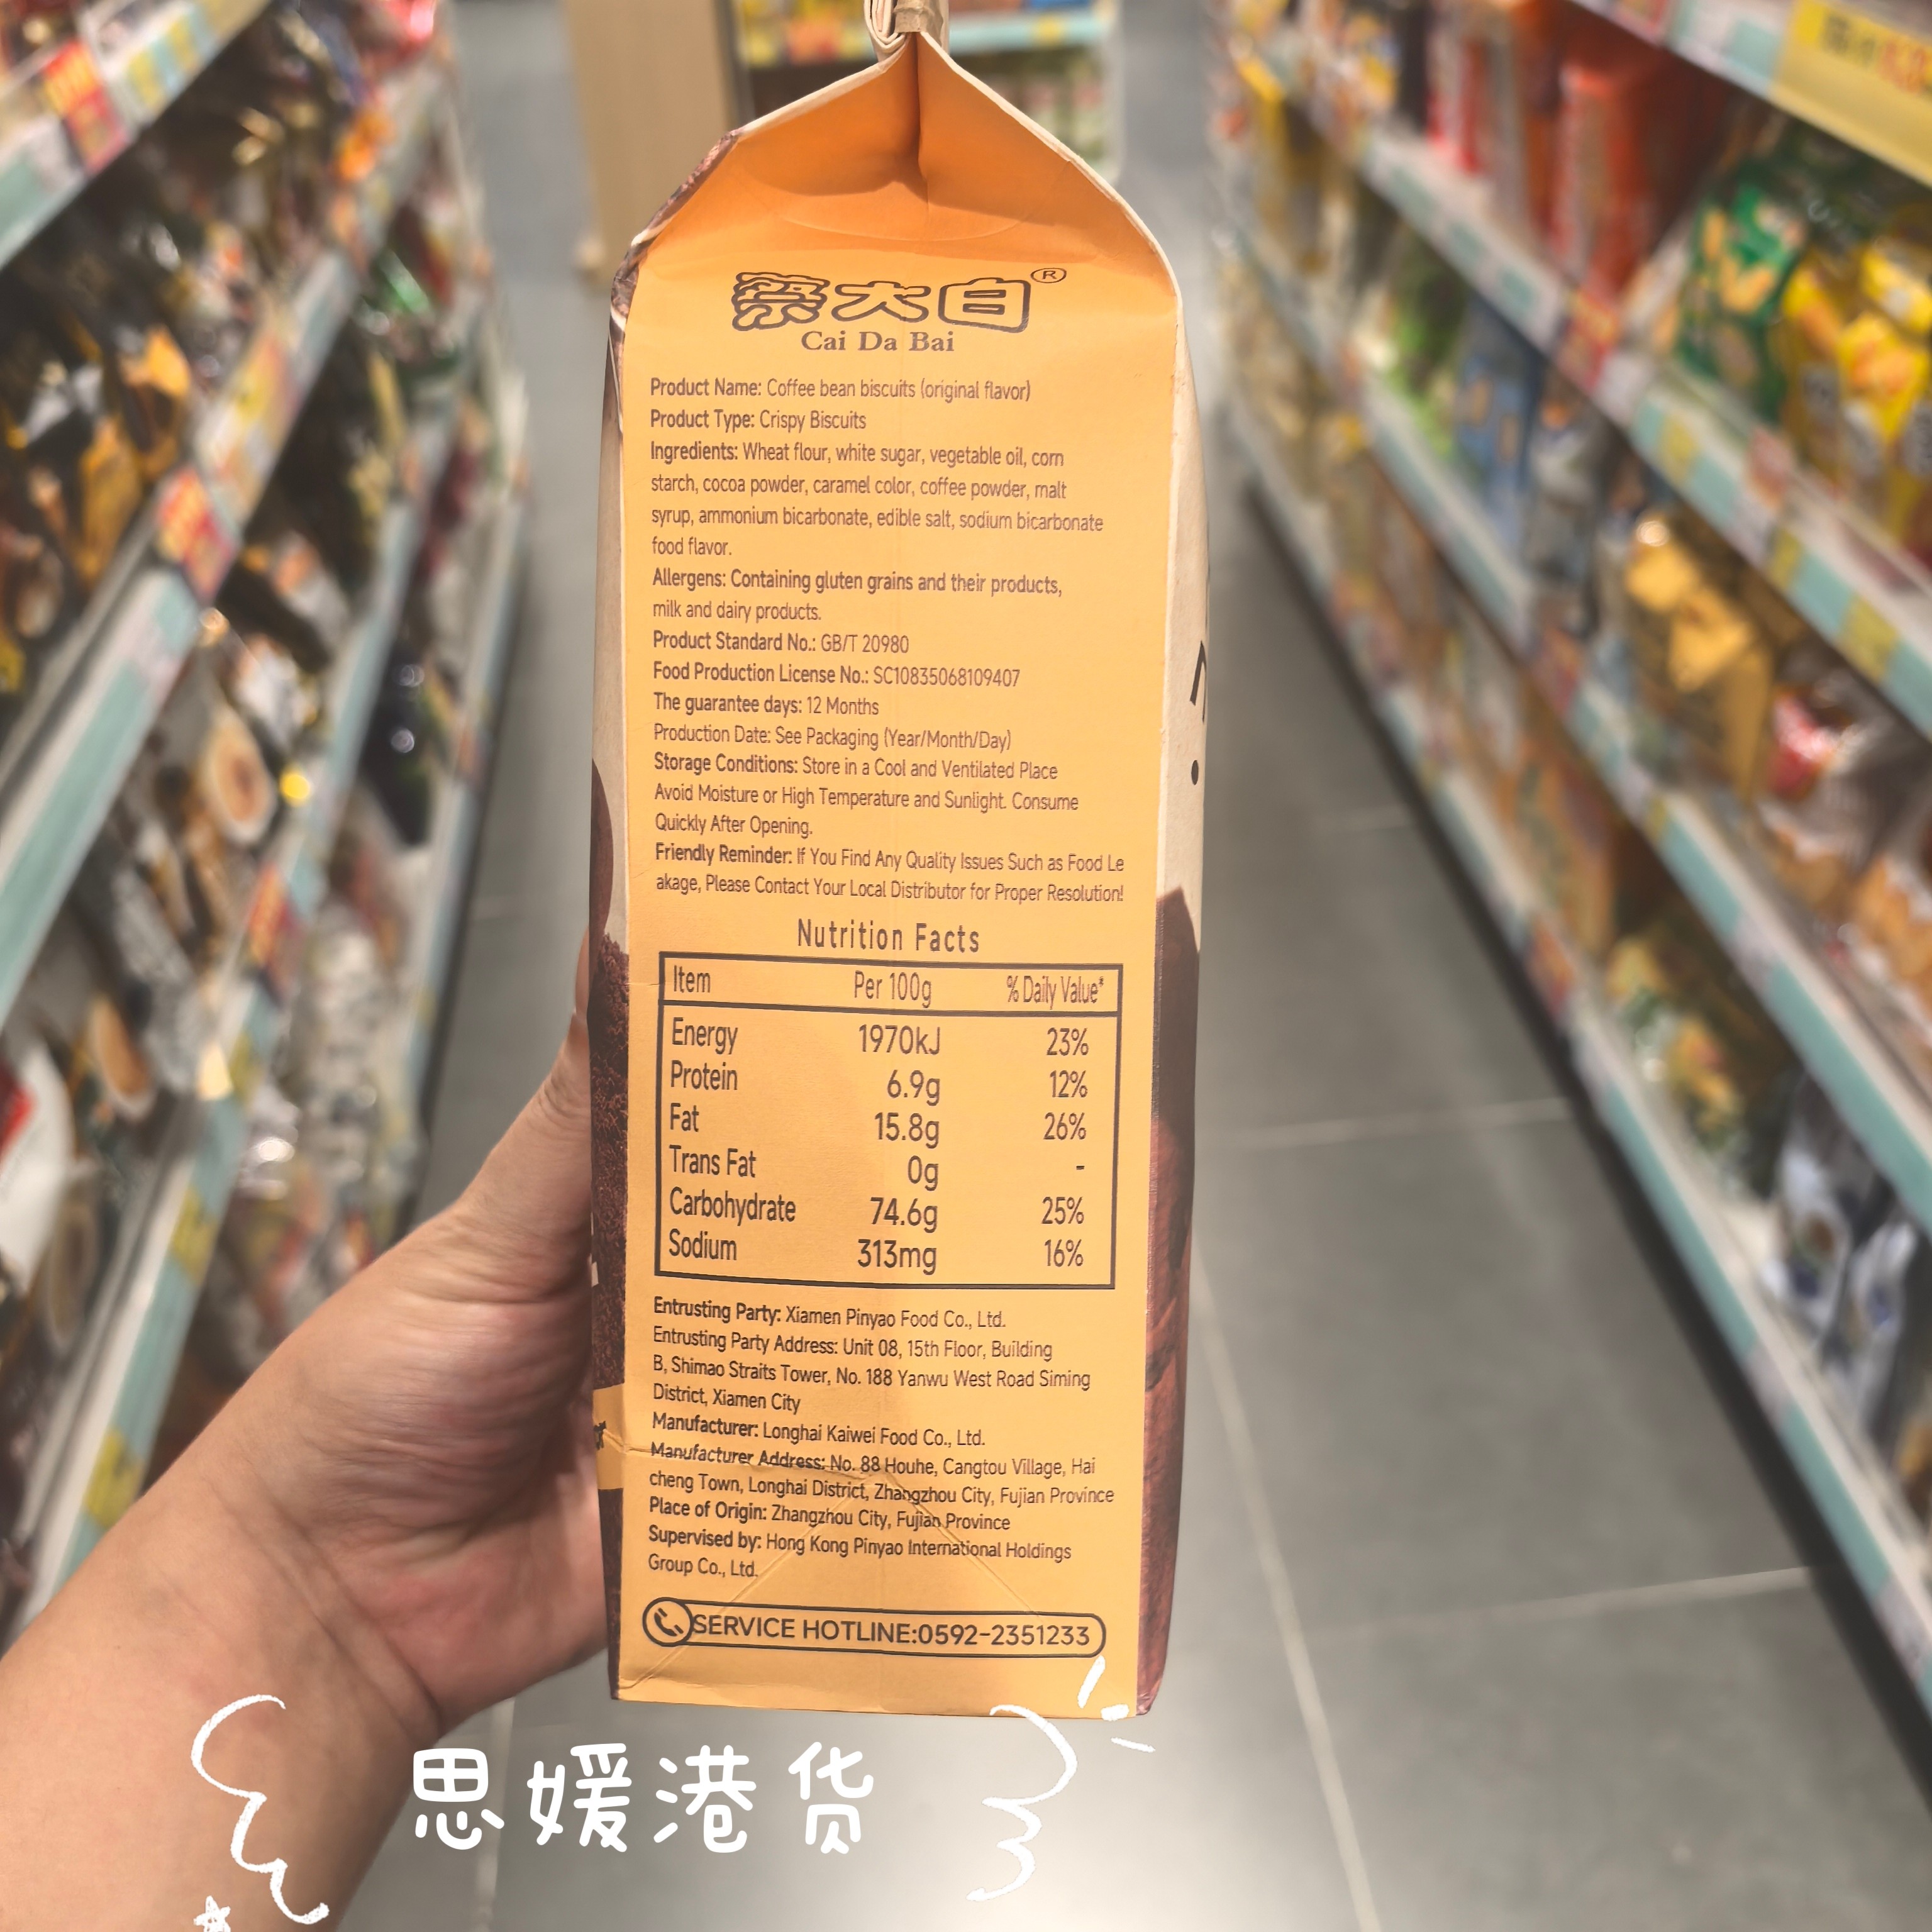 蔡大白®
Cai Da Bai
Product Name: Coffee bean biscuits (original flavor)
Product Type: Crispy Biscuits
Ingredients: Wheat flour, white sugar, vegetable oil, corn
starch, cocoa powder, caramel color, coffee powder, malt
syrup, ammonium bicarbonate, edible salt, sodium bicarbonate
food flavor.
Allergens: Containing gluten grains and their products,
milk and dairy products.
Product Standard No.: GB/T 20980
Food Production License No.: SC10835068109407
The guarantee days: 12 Months
Production Date: See Packaging (Year/Month/Day)
Storage Conditions: Store in a Cool and Ventilated Place
Avoid Moisture or High Temperature and Sunlight. Consume
Quickly After Opening.
Friendly Reminder: If You Find Any Quality Issues Such as Food Le
akage, Please Contact Your Local Distributor for Proper Resolution!
Nutrition Facts
Item Per 100g % Daily Value*
Energy 1970kJ 23%
Protein 6.9g 12%
Fat 15.8g 26%
Trans Fat 0g -
Carbohydrate 74.6g 25%
Sodium 313mg 16%
Entrusting Party: Xiamen Pinyao Food Co., Ltd.
Entrusting Party Address: Unit 08, 15th Floor, Building
B, Shimao Straits Tower, No. 188 Yanwu West Road Siming
District, Xiamen City
Manufacturer: Longhai Kaiwei Food Co., Ltd.
Manufacturer Address: No. 88 Houhe, Cangtou Village, Hai
cheng Town, Longhai District, Zhangzhou City, Fujian Province
Place of Origin: Zhangzhou City, Fujian Province
Supervised by: Hong Kong Pinyao International Holdings
Group Co., Ltd.
SERVICE HOTLINE:0592-2351233
思媛港货